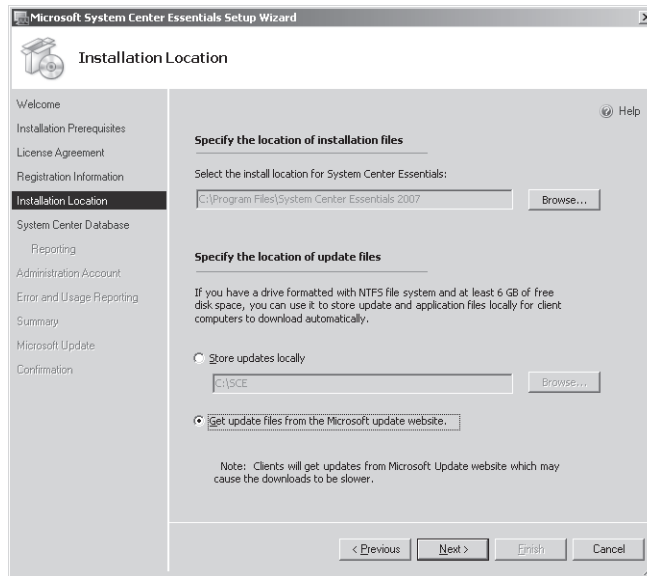 Microsoft System Center Essentials Setup Wizard
Installation Location
Welcome
Installation Prerequisites
License Agreement
Registration Information
Installation Location
System Center Database
Reporting
Administration Account
Error and Usage Reporting
Summary
Microsoft Update
Confirmation
Help
Specify the location of installation files
Select the install location for System Center Essentials:
C:\Program Files\System Center Essentials 2007
Browse...
Specify the location of update files
If you have a drive formatted with NTFS file system and at least 6 GB of free
disk space, you can use it to store update and application files locally for client
computers to download automatically.
Store updates locally
C:\SCE
Browse...
Get update files from the Microsoft update website.
Note: Clients will get updates from Microsoft Update website which may
cause the downloads to be slower.
< Previous
Next >
Finish
Cancel